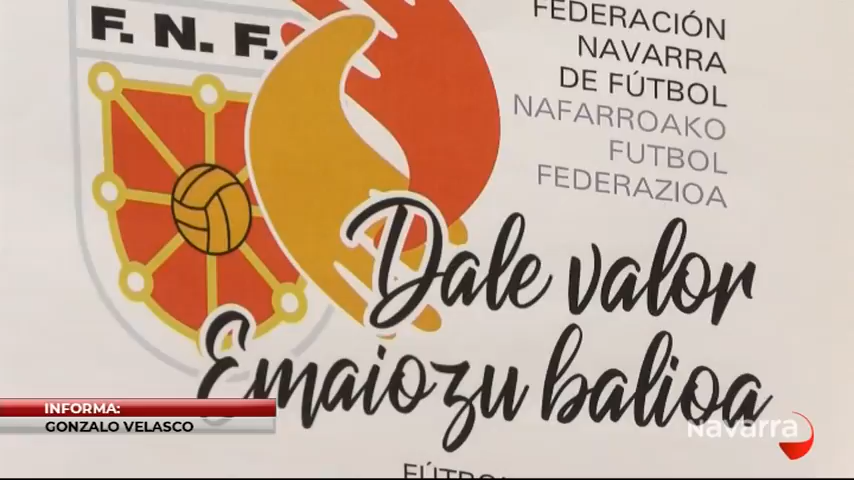 F. N. F.
FEDERACIÓN
NAVARRA
DE FÚTBOL
NAFARROAKO
FUTBOL
FEDERAZIOA
Dale valor
Emaiozu balioa
INFORMA:
GONZALO VELASCO
Navarra